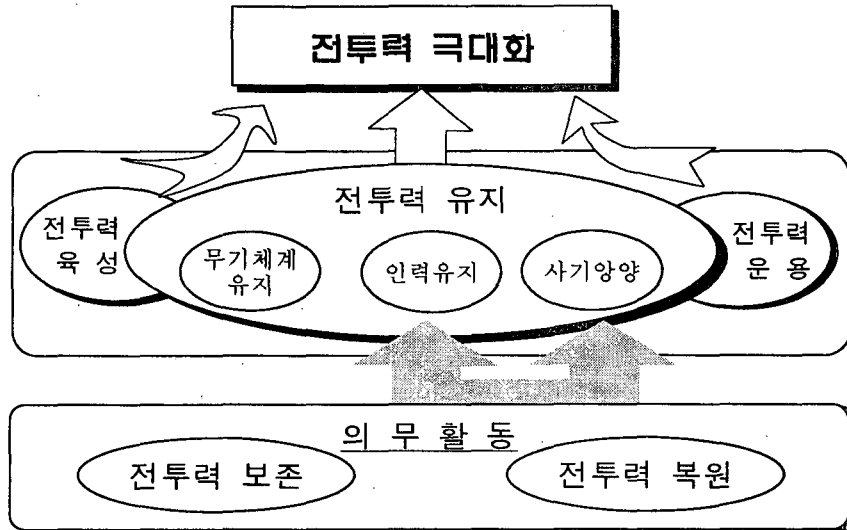 전투력 극대화
전투력 유지
전투력
육 성
무기체계
유지
인력유지
사기앙양
전투력
운 용
의 무 활 동
전투력 보존
전투력 복원